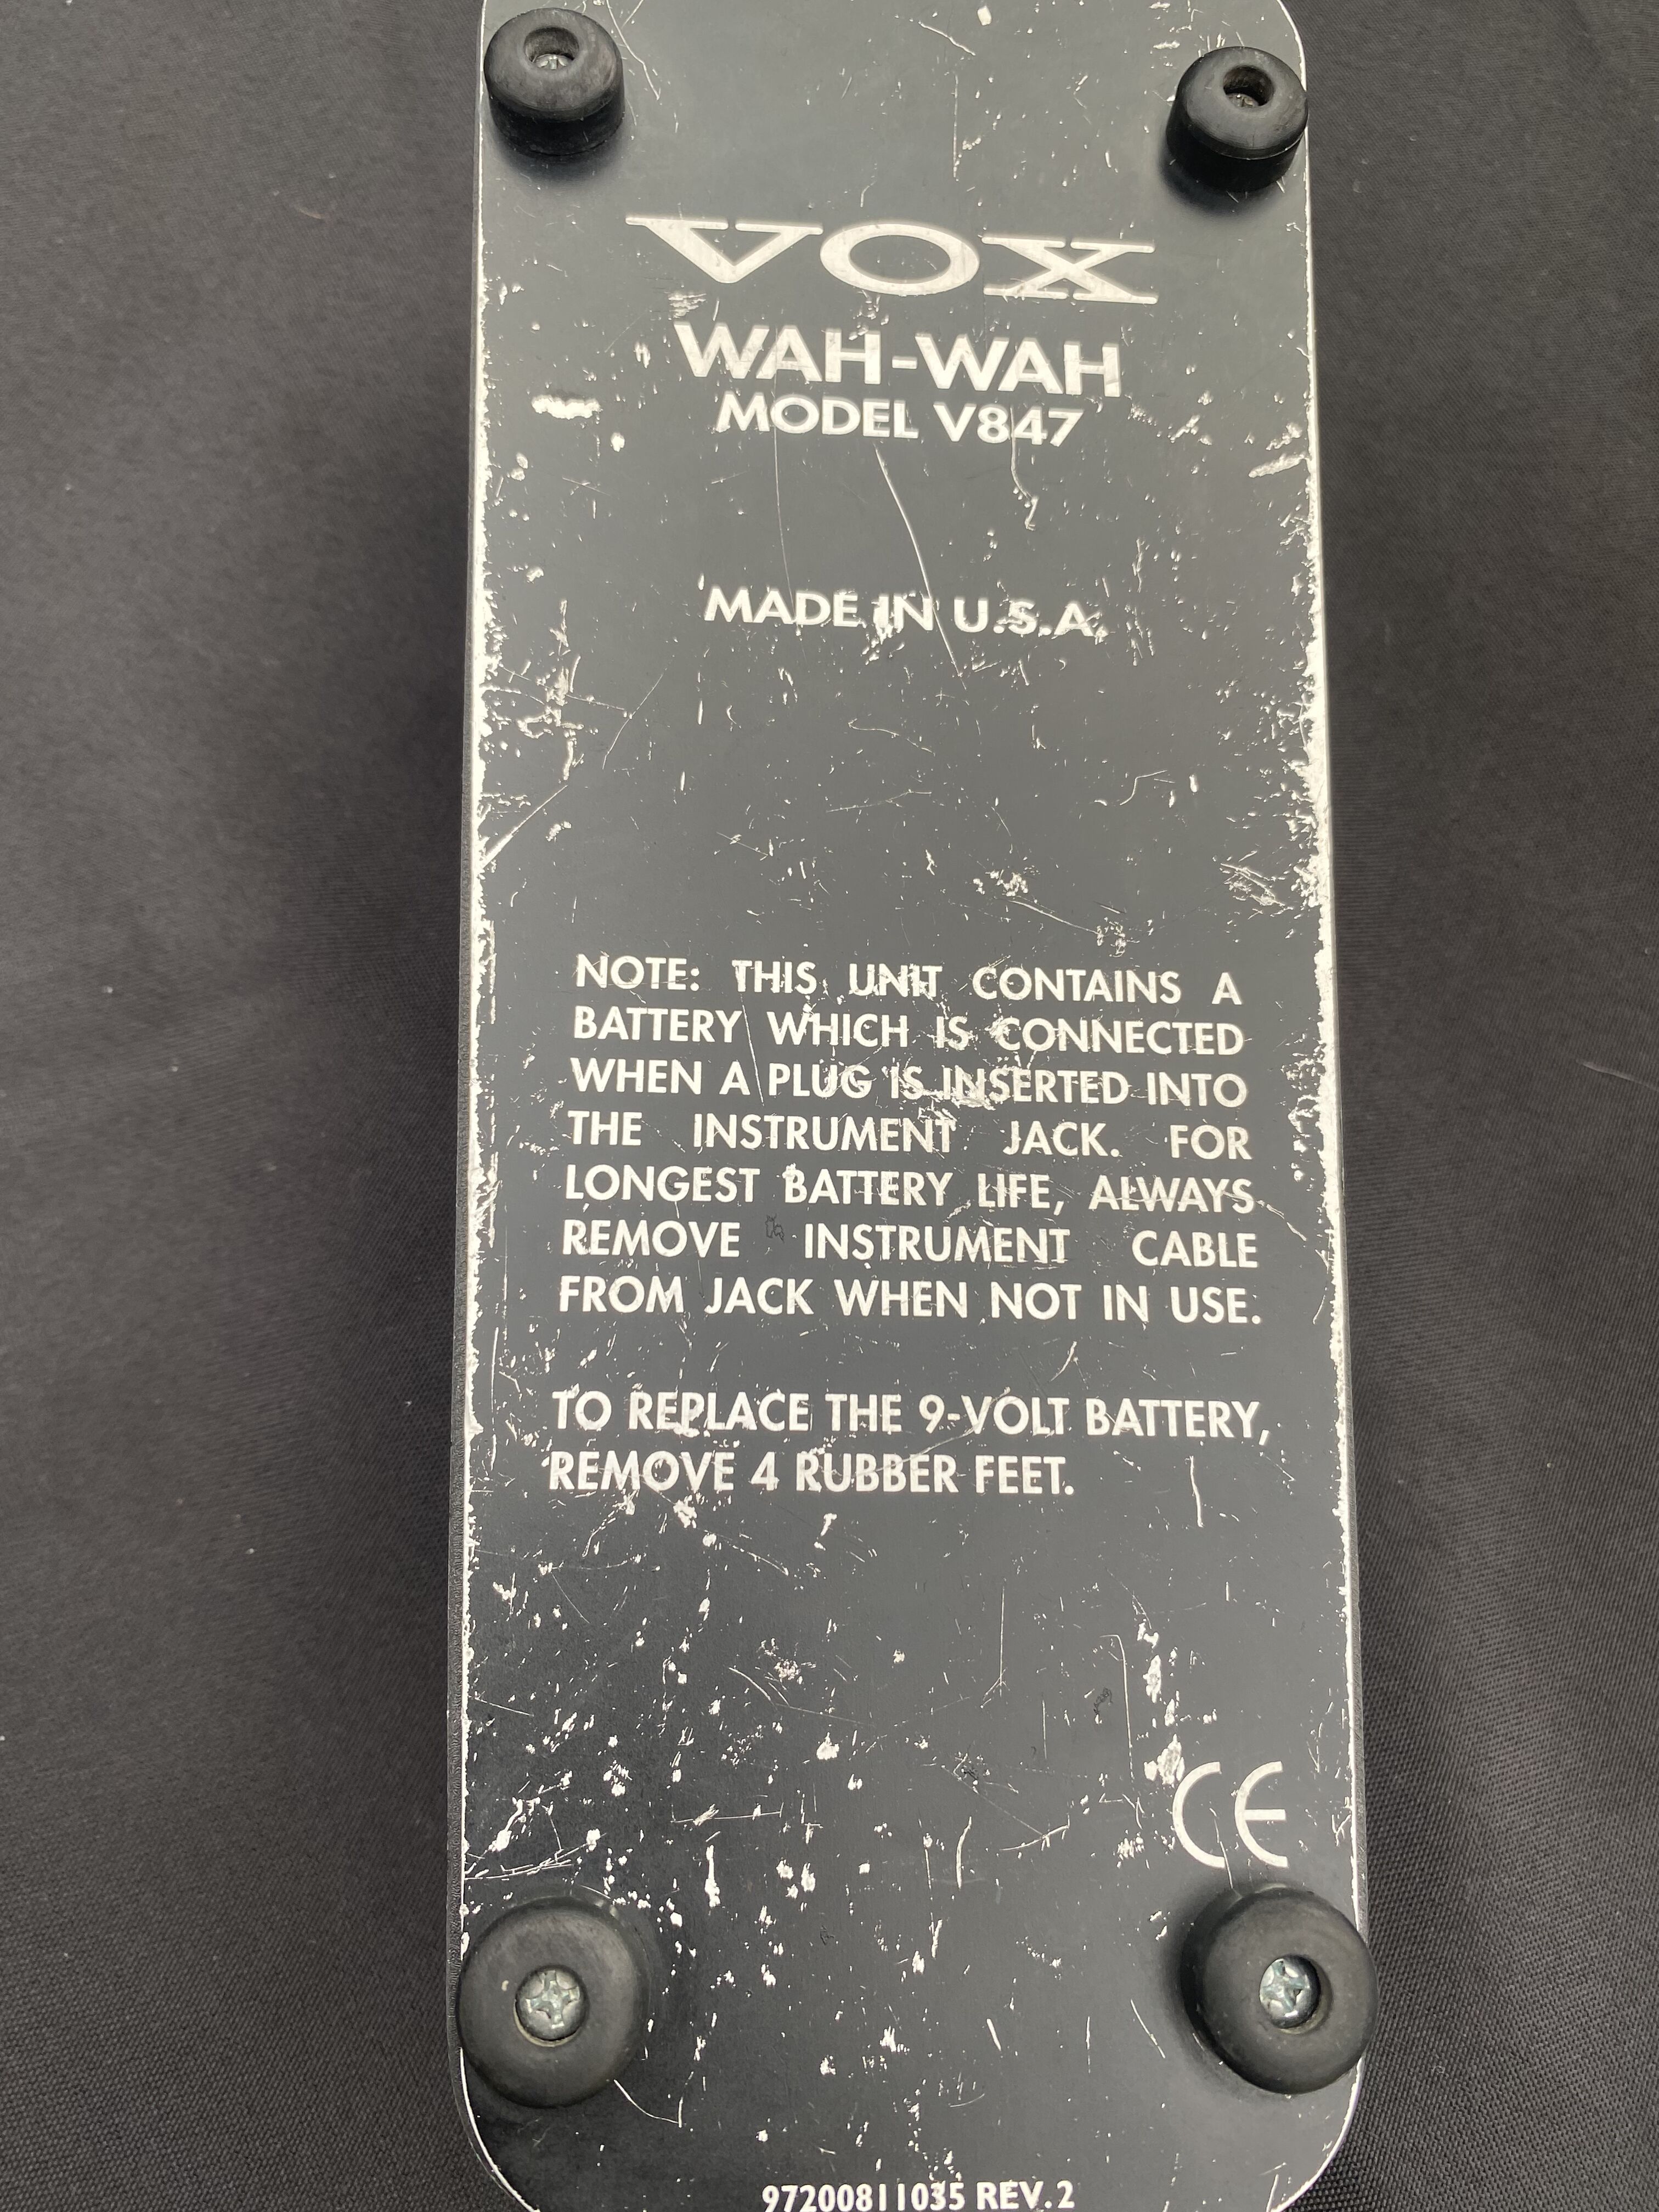 VOX
WAH-WAH
MODEL V847
MADE IN U.S.A.
NOTE: THIS UNIT CONTAINS A
BATTERY WHICH IS CONNECTED
WHEN A PLUG IS INSERTED INTO
THE INSTRUMENT JACK. FOR
LONGEST BATTERY LIFE, ALWAYS
REMOVE INSTRUMENT CABLE
FROM JACK WHEN NOT IN USE.
TO REPLACE THE 9-VOLT BATTERY,
REMOVE 4 RUBBER FEET.
CE
97200811035 REV. 2